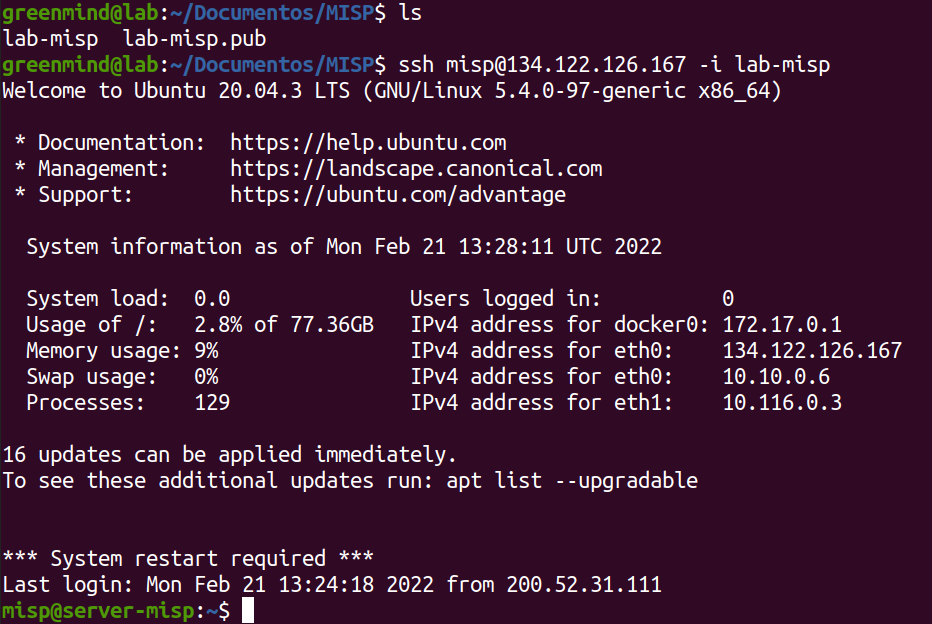 greenmind@lab:~/Documentos/MISP$ ls
lab-misp  lab-misp.pub
greenmind@lab:~/Documentos/MISP$ ssh misp@134.122.126.167 -i lab-misp
Welcome to Ubuntu 20.04.3 LTS (GNU/Linux 5.4.0-97-generic x86_64)

 * Documentation:  https://help.ubuntu.com
 * Management:     https://landscape.canonical.com
 * Support:        https://ubuntu.com/advantage

  System information as of Mon Feb 21 13:28:11 UTC 2022

  System load:  0.0               Users logged in:          0
  Usage of /:   2.8% of 77.36GB   IPv4 address for docker0: 172.17.0.1
  Memory usage: 9%                IPv4 address for eth0:    134.122.126.167
  Swap usage:   0%                IPv4 address for eth0:    10.10.0.6
  Processes:    129               IPv4 address for eth1:    10.116.0.3

16 updates can be applied immediately.
To see these additional updates run: apt list --upgradable


*** System restart required ***
Last login: Mon Feb 21 13:24:18 2022 from 200.52.31.111
misp@server-misp:~$